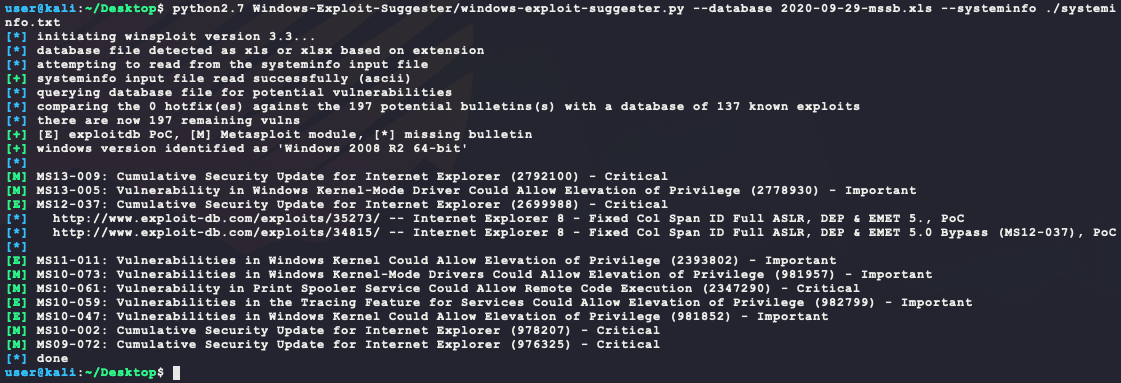 user@kali:~/Desktop$ python2.7 Windows-Exploit-Suggester/windows-exploit-suggester.py --database 2020-09-29-mssb.xls --systeminfo ./systemi
nfo.txt
[*] initiating winsploit version 3.3...
[*] database file detected as xls or xlsx based on extension
[*] attempting to read from the systeminfo input file
[+] systeminfo input file read successfully (ascii)
[*] querying database file for potential vulnerabilities
[*] comparing the 0 hotfix(es) against the 197 potential bulletins(s) with a database of 137 known exploits
[*] there are now 197 remaining vulns
[+] [E] exploitdb PoC, [M] Metasploit module, [*] missing bulletin
[+] windows version identified as 'Windows 2008 R2 64-bit'
[*]
[M] MS13-009: Cumulative Security Update for Internet Explorer (2792100) - Critical
[M] MS13-005: Vulnerability in Windows Kernel-Mode Driver Could Allow Elevation of Privilege (2778930) - Important
[E] MS12-037: Cumulative Security Update for Internet Explorer (2699988) - Critical
[*]   http://www.exploit-db.com/exploits/35273/ -- Internet Explorer 8 - Fixed Col Span ID Full ASLR, DEP & EMET 5., PoC
[*]   http://www.exploit-db.com/exploits/34815/ -- Internet Explorer 8 - Fixed Col Span ID Full ASLR, DEP & EMET 5.0 Bypass (MS12-037), PoC
[*]
[E] MS11-011: Vulnerabilities in Windows Kernel Could Allow Elevation of Privilege (2393802) - Important
[M] MS10-073: Vulnerabilities in Windows Kernel-Mode Drivers Could Allow Elevation of Privilege (981957) - Important
[M] MS10-061: Vulnerability in Print Spooler Service Could Allow Remote Code Execution (2347290) - Critical
[E] MS10-059: Vulnerabilities in the Tracing Feature for Services Could Allow Elevation of Privilege (982799) - Important
[E] MS10-047: Vulnerabilities in Windows Kernel Could Allow Elevation of Privilege (981852) - Important
[M] MS10-002: Cumulative Security Update for Internet Explorer (978207) - Critical
[M] MS09-072: Cumulative Security Update for Internet Explorer (976325) - Critical
[*] done
user@kali:~/Desktop$